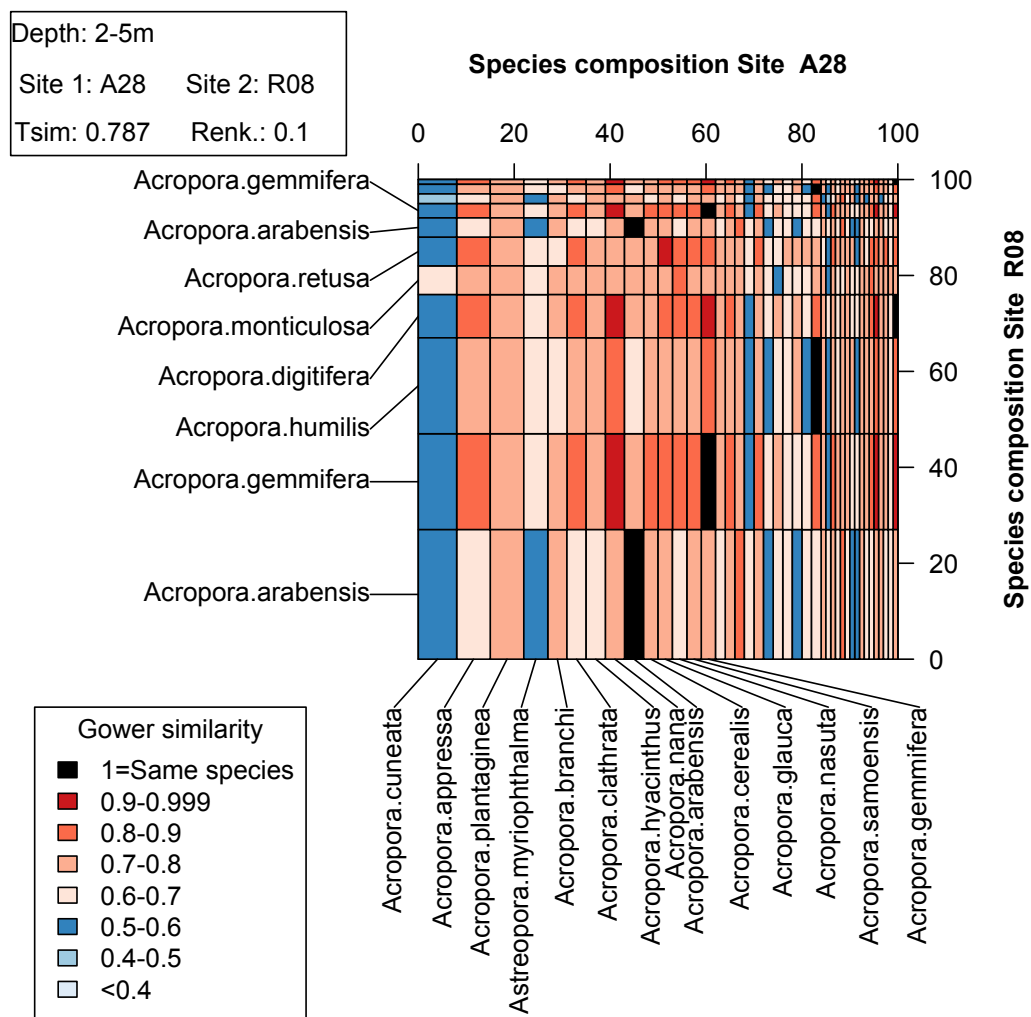 Depth: 2-5m
Site 1: A28 Site 2: R08
Tsim: 0.787 Renk.: 0.1
Species composition Site A28
0 20 40 60 80 100
Acropora.gemmifera
Acropora.arabensis
Acropora.retusa
Acropora.monticulosa
Acropora.digitifera
Acropora.humilis
Acropora.gemmifera
Acropora.arabensis
100
80
60
40
20
0
Species composition Site R08
Acropora.cuneata
Acropora.appressa
Acropora.plantaginea
Astreopora.myriophthalma
Acropora.branchi
Acropora.clathrata
Acropora.hyacinthus
Acropora.nana
Acropora.arabensis
Acropora.cerealis
Acropora.glauca
Acropora.nasuta
Acropora.samoensis
Acropora.gemmifera
Gower similarity
1=Same species
0.9-0.999
0.8-0.9
0.7-0.8
0.6-0.7
0.5-0.6
0.4-0.5
<0.4